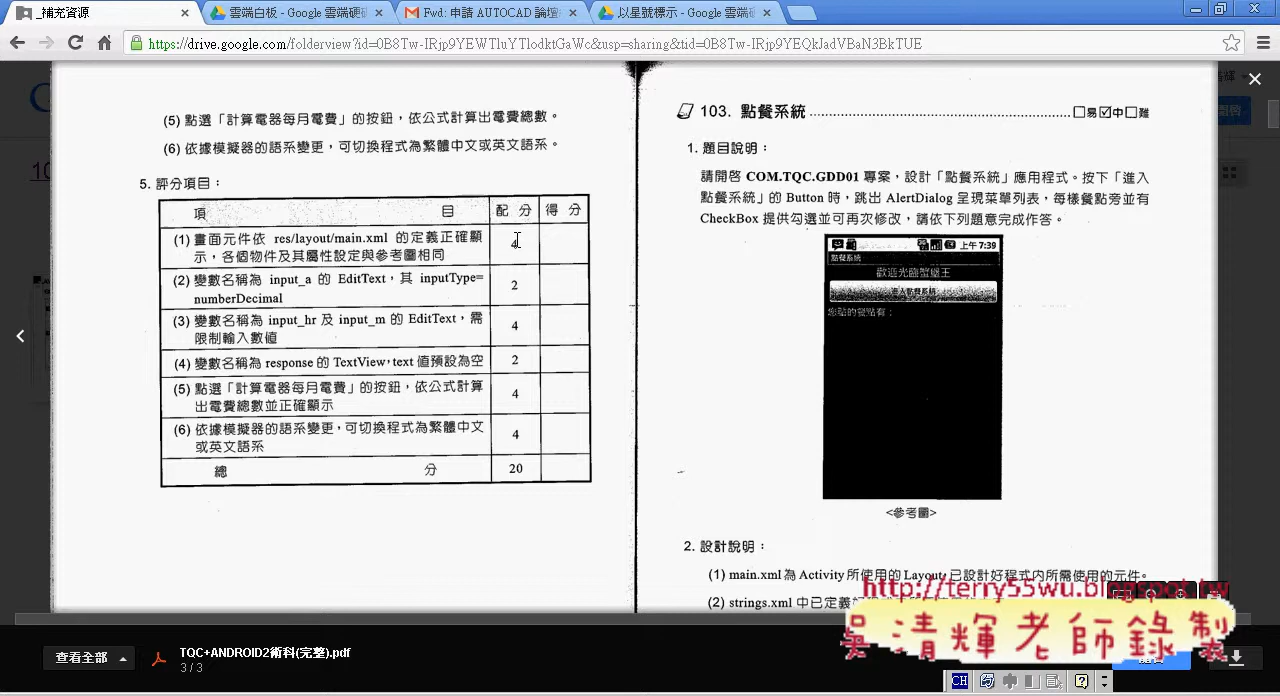 _補充資源
雲端白板 - Google 雲端硬
Fwd: 申請 AUTOCAD 論壇
以星號標示 - Google 雲端硬
https://drive.google.com/folderview?id=0B8Tw-IRjp9YEWTluYTlodktGaWc&usp=sharing&tid=0B8Tw-IRjp9YEQkJadVBaN3BkTUE
(5) 點選「計算電器每月電費」的按鈕，依公式計算出電費總數。
(6) 依據模擬器的語系變更，可切換程式為繁體中文或英文語系。
5. 評分項目：
項 目 配 分 得 分
(1) 畫面元件依 res/layout/main.xml 的定義正確顯 4
示，各個物件及其屬性設定與參考圖相同
(2) 變數名稱為 input_a 的 EditText，其 inputType= 2
numberDecimal
(3) 變數名稱為 input_hr 及 input_m 的 EditText，需 4
限制輸入數值
(4) 變數名稱為 response 的 TextView，text 值預設為空 2
(5) 點選「計算電器每月電費」的按鈕，依公式計算 4
出電費總數並正確顯示
(6) 依據模擬器的語系變更，可切換程式為繁體中文 4
或英文語系
總 分 20
103. 點餐系統 □易☑中□難
1. 題目說明：
請開啓 COM.TQC.GDD01 專案，設計「點餐系統」應用程式。按下「進入
點餐系統」的 Button 時，跳出 AlertDialog 呈現菜單列表，每樣餐點旁並有
CheckBox 提供勾選並可再次修改，請依下列題意完成作答。
上午 7:39
點餐系統
歡迎光臨蟹堡王
進入點餐系統
您點的餐點有：
<參考圖>
2. 設計說明：
(1) main.xml 為 Activity 所使用的 Layout，已設計好程式內所需使用的元件。
(2) strings.xml 中已定義好
http://terry55wu.blogspot.tw
吳清輝老師錄製
查看全部
TQC+ANDROID2術科(完整).pdf
3 / 3
CH